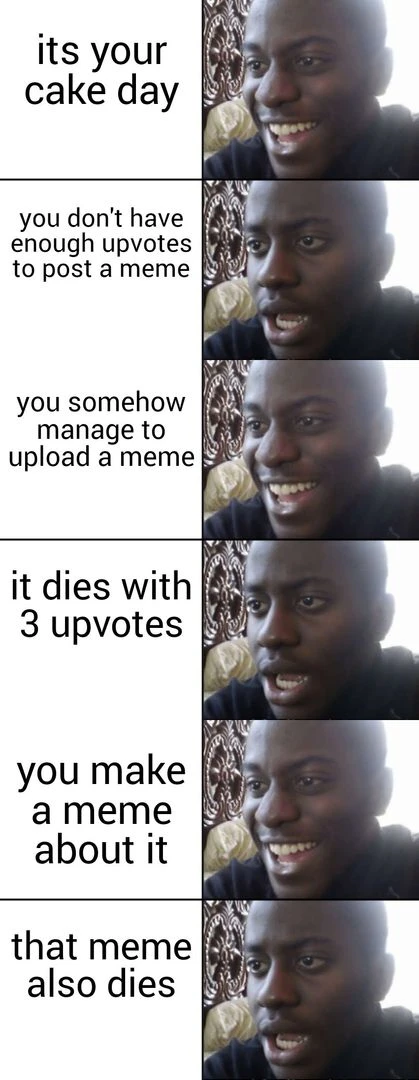 its your
cake day
you don't have
enough upvotes
to post a meme
you somehow
manage to
upload a meme
it dies with
3 upvotes
you make
a meme
about it
that meme
also dies